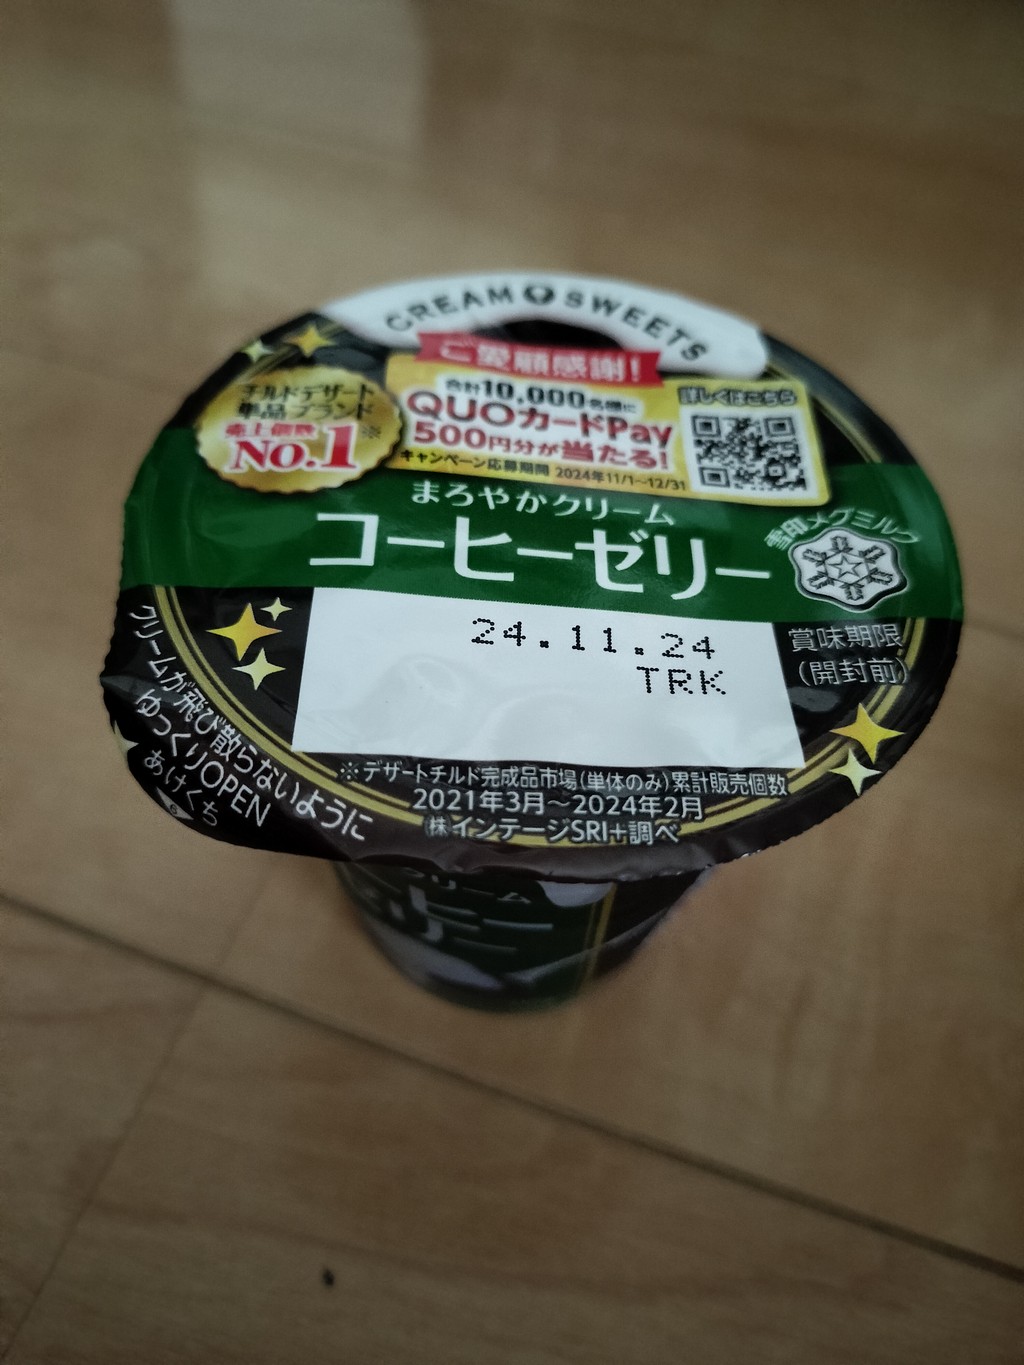 CREAM SWEETS
ご愛顧感謝!
チルドデザート
単品ブランド
売上個数※
No.1
合計10,000名様に
QUOカードPay
500円分が当たる!
キャンペーン応募期間 2024年11/1~12/31
詳しくはこちら
まろやかクリーム
コーヒーゼリー
雪印メグミルク
24.11.24
TRK
賞味期限
(開封前)
クリームが飛び散らないように
ゆっくりOPEN
あけくち
6
※デザートチルド完成品市場(単体のみ)累計販売個数
2021年3月~2024年2月
㈱インテージSRI+調べ
クリーム